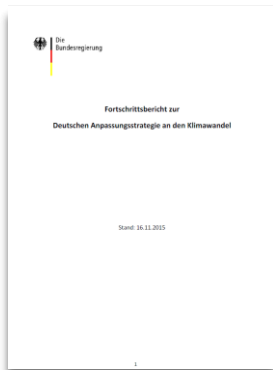 Die
Bundesregierung
Fortschrittsbericht zur
Deutschen Anpassungsstrategie an den Klimawandel
Stand: 16.11.2015
1